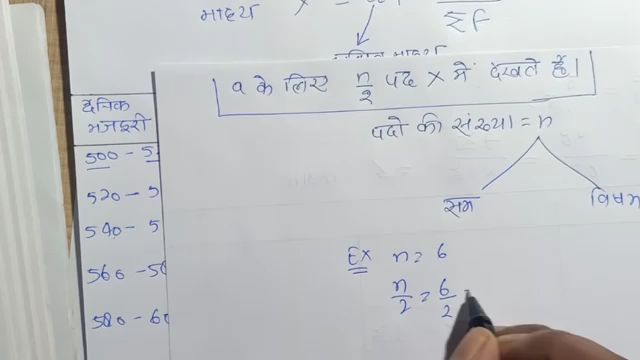 माध्य X =
Σf
a के लिए n/2 पद X में देखते हैं।
पदो की संख्या = n
सम विषम
Ex n = 6
n/2 = 6/2
दैनिक
मजदूरी
500 - 5
520 - 5
540 - 5
560 - 5
580 - 60